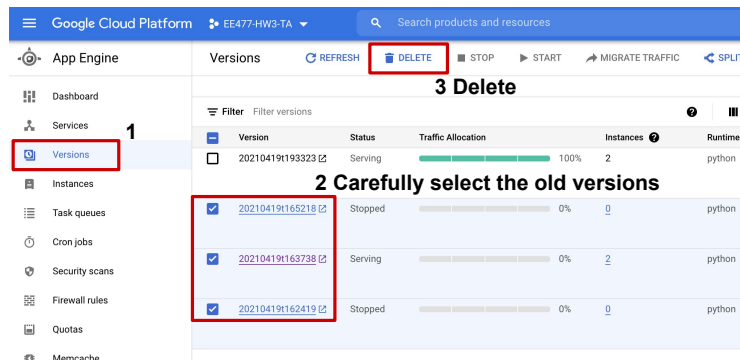 Google Cloud Platform EE477-HW3-TA Search products and resources
App Engine
Versions REFRESH DELETE STOP START MIGRATE TRAFFIC SPLIT
3 Delete
Dashboard
Filter Filter versions
Services
1
Version Status Traffic Allocation Instances Runtime
Versions
20210419t193323 Serving 100% 2 python
2 Carefully select the old versions
Instances
Task queues
20210419t165218 Stopped 0% 0 python
Cron jobs
Security scans
20210419t163738 Serving 0% 2 python
Firewall rules
20210419t162419 Stopped 0% 0 python
Quotas
Memcache